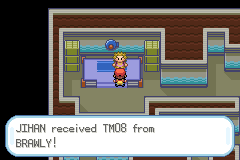 JIHAN received TM08 from
BRAWLY!